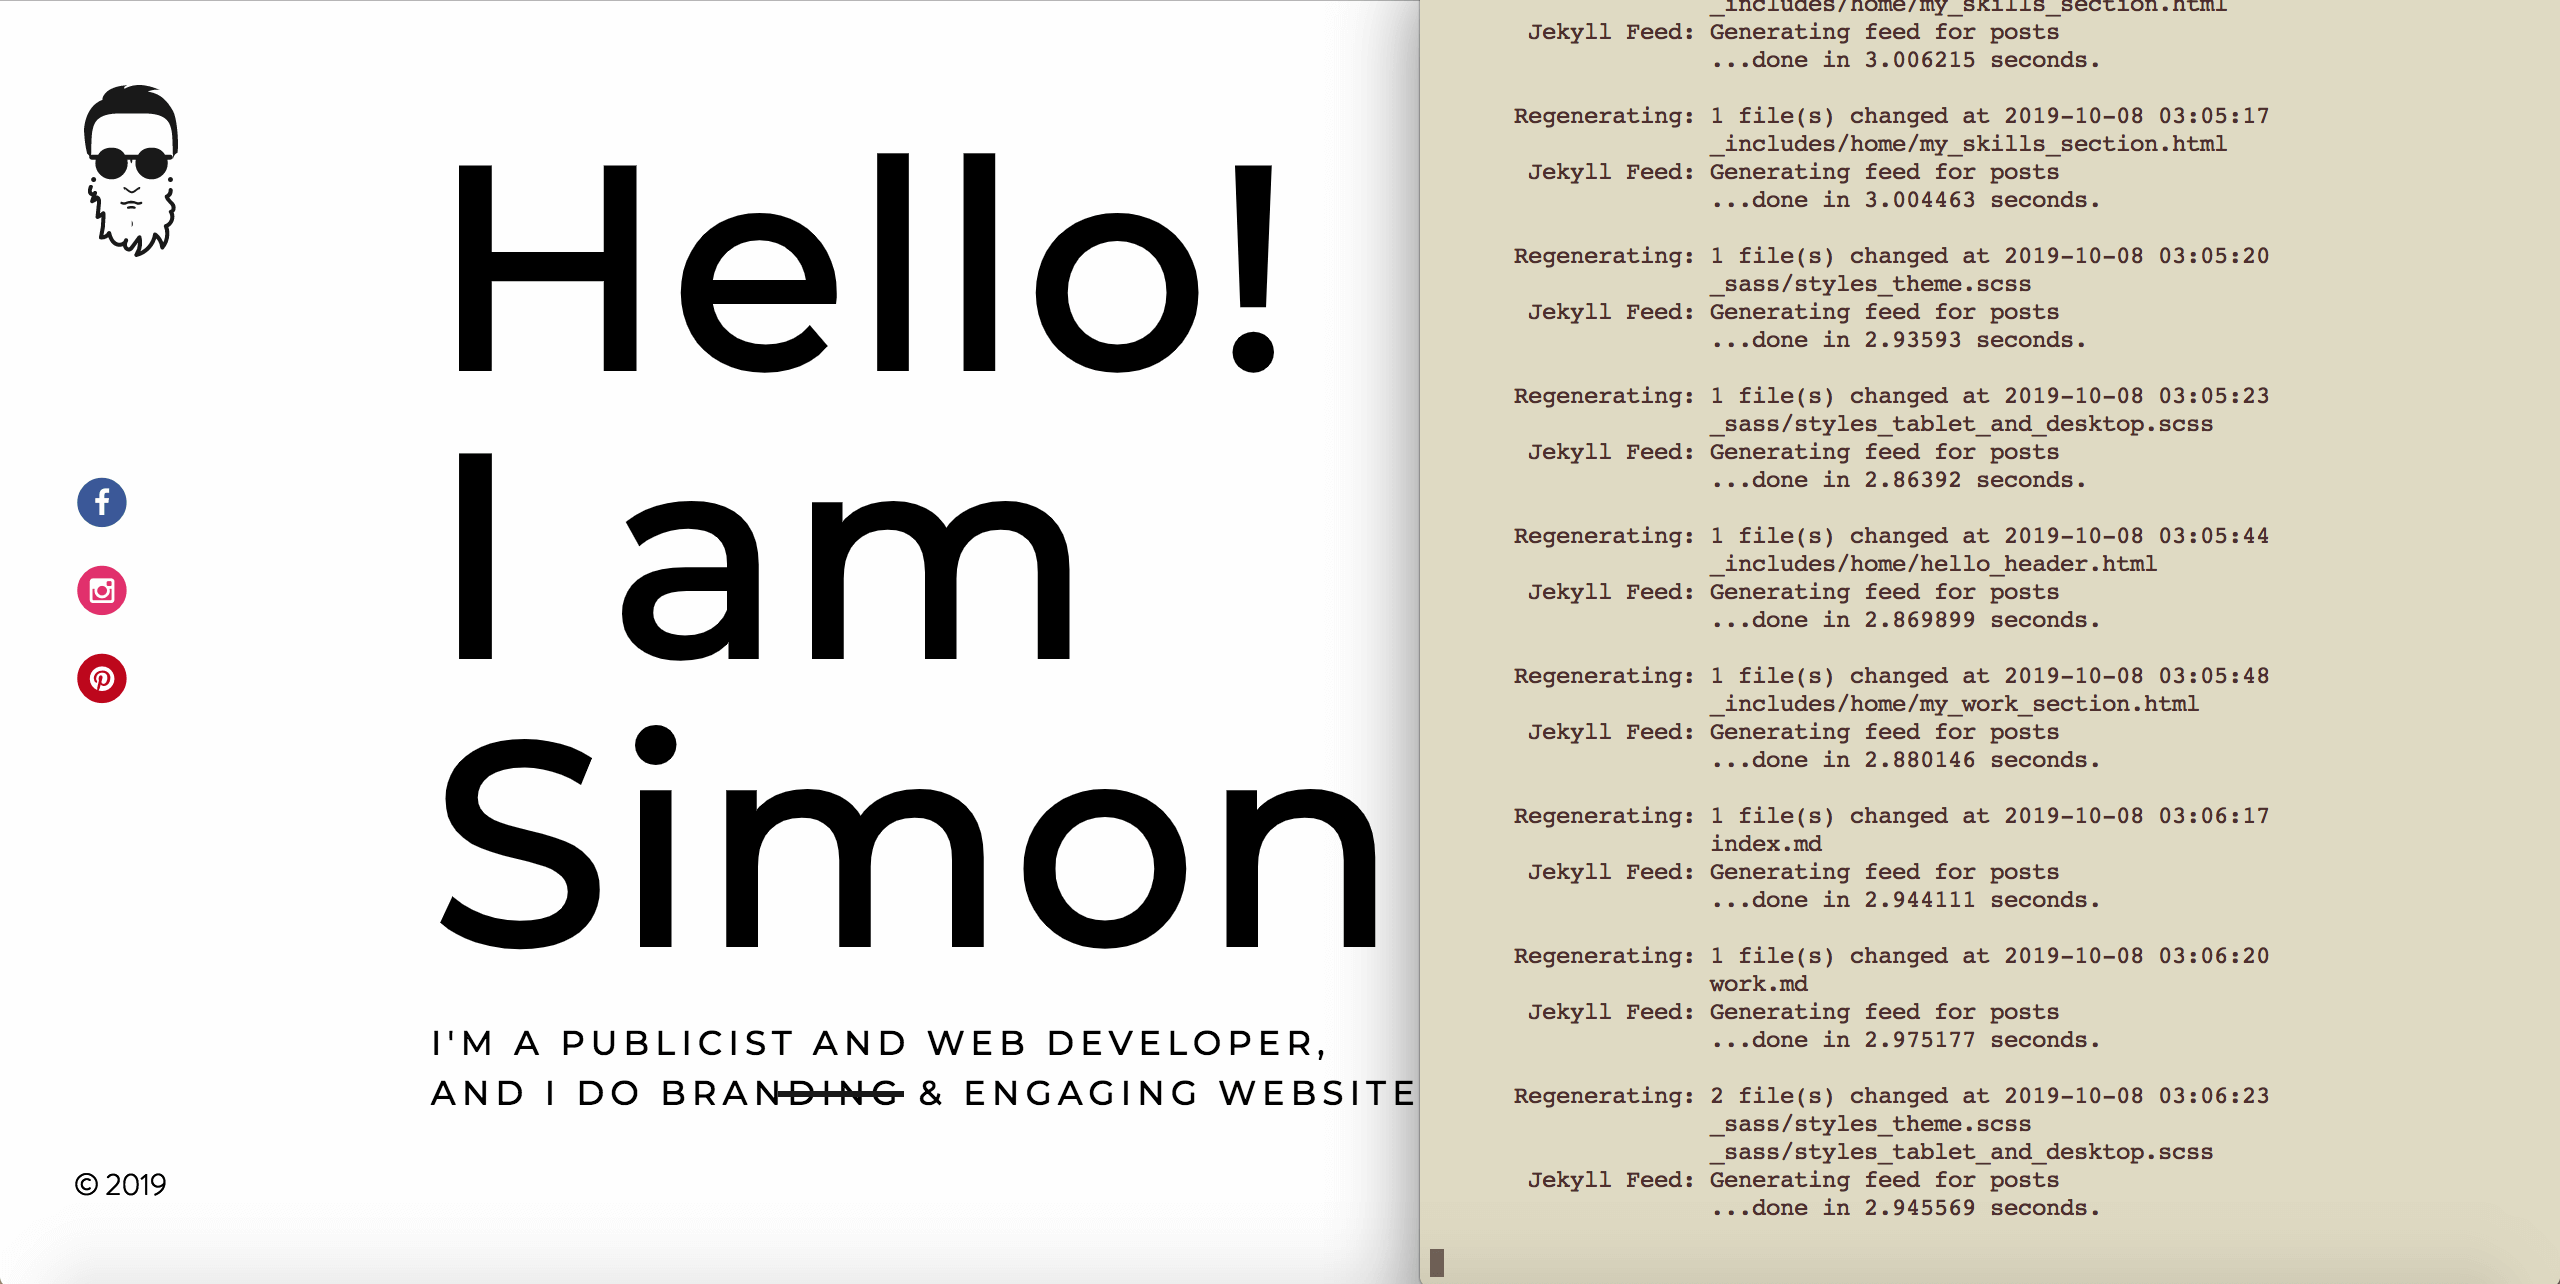 Hello!
I am
Simon
I'M A PUBLICIST AND WEB DEVELOPER,
AND I DO BRANDING & ENGAGING WEBSITE
© 2019
_includes/home/my_skills_section.html
Jekyll Feed: Generating feed for posts
...done in 3.006215 seconds.
Regenerating: 1 file(s) changed at 2019-10-08 03:05:17
_includes/home/my_skills_section.html
Jekyll Feed: Generating feed for posts
...done in 3.004463 seconds.
Regenerating: 1 file(s) changed at 2019-10-08 03:05:20
_sass/styles_theme.scss
Jekyll Feed: Generating feed for posts
...done in 2.93593 seconds.
Regenerating: 1 file(s) changed at 2019-10-08 03:05:23
_sass/styles_tablet_and_desktop.scss
Jekyll Feed: Generating feed for posts
...done in 2.86392 seconds.
Regenerating: 1 file(s) changed at 2019-10-08 03:05:44
_includes/home/hello_header.html
Jekyll Feed: Generating feed for posts
...done in 2.869899 seconds.
Regenerating: 1 file(s) changed at 2019-10-08 03:05:48
_includes/home/my_work_section.html
Jekyll Feed: Generating feed for posts
...done in 2.880146 seconds.
Regenerating: 1 file(s) changed at 2019-10-08 03:06:17
index.md
Jekyll Feed: Generating feed for posts
...done in 2.944111 seconds.
Regenerating: 1 file(s) changed at 2019-10-08 03:06:20
work.md
Jekyll Feed: Generating feed for posts
...done in 2.975177 seconds.
Regenerating: 2 file(s) changed at 2019-10-08 03:06:23
_sass/styles_theme.scss
_sass/styles_tablet_and_desktop.scss
Jekyll Feed: Generating feed for posts
...done in 2.945569 seconds.